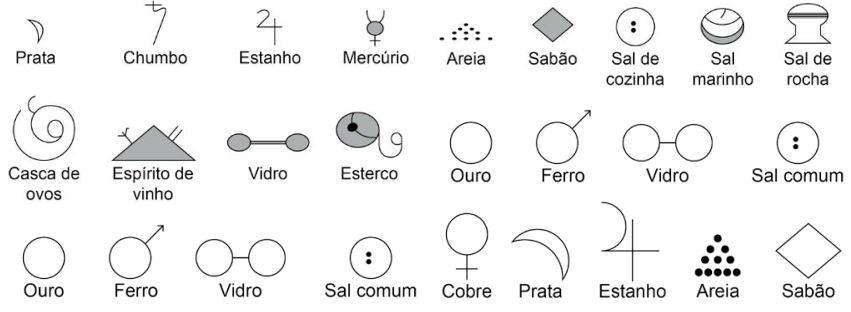 Prata Chumbo Estanho Mercúrio Areia Sabão Sal de cozinha Sal marinho Sal de rocha
Casca de ovos Espírito de vinho Vidro Esterco Ouro Ferro Vidro Sal comum
Ouro Ferro Vidro Sal comum Cobre Prata Estanho Areia Sabão